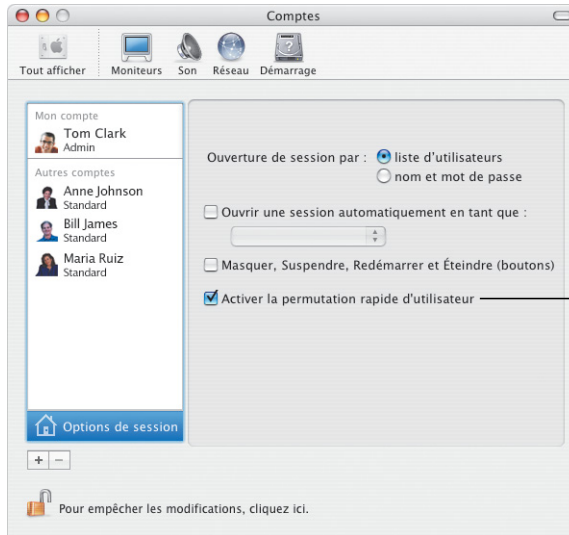 Comptes
Tout afficher Moniteurs Son Réseau Démarrage
Mon compte
Tom Clark
Admin
Autres comptes
Anne Johnson
Standard
Bill James
Standard
Maria Ruiz
Standard
Options de session
Ouverture de session par : liste d'utilisateurs
nom et mot de passe
Ouvrir une session automatiquement en tant que :
Masquer, Suspendre, Redémarrer et Éteindre (boutons)
Activer la permutation rapide d'utilisateur
Pour empêcher les modifications, cliquez ici.